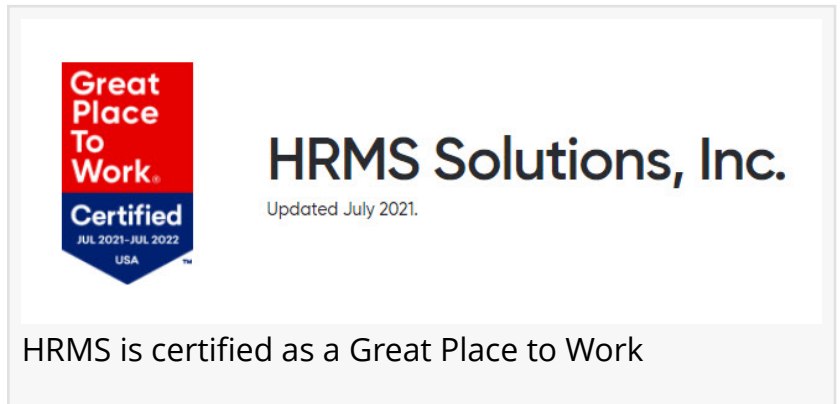 Great
Place
To
Work®
Certified
JUL 2021-JUL 2022
USA
™
HRMS Solutions, Inc.
Updated July 2021.
HRMS is certified as a Great Place to Work